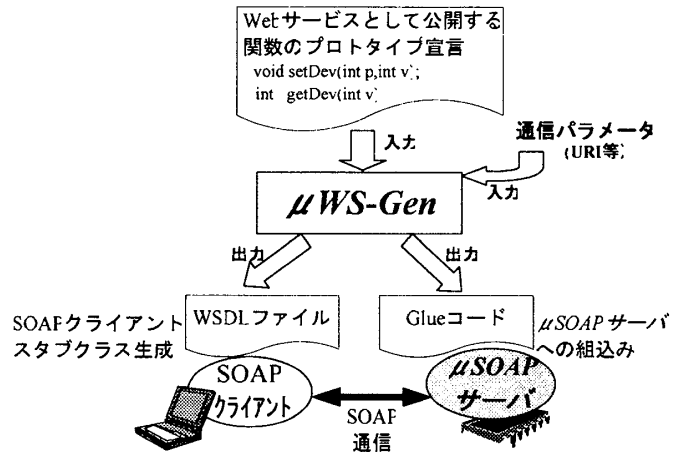 Webサービスとして公開する
関数のプロトタイプ宣言
void setDev(int p,int v);
int getDev(int v)
入力
通信パラメータ
(URI等)
入力
μWS-Gen
出力
出力
SOAPクライアント
スタブクラス生成
WSDLファイル
Glueコード
μSOAPサーバ
への組込み
SOAP
クライアント
μSOAP
サーバ
SOAP
通信